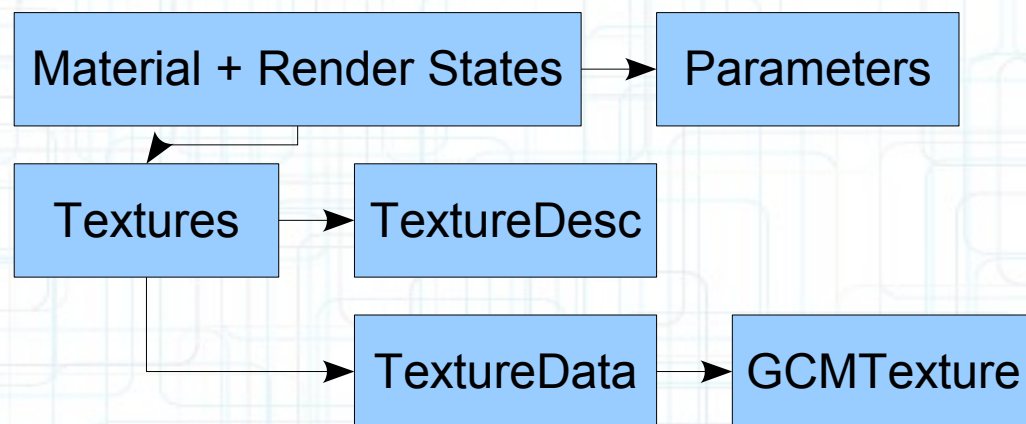 Material + Render States
Parameters
Textures
TextureDesc
TextureData
GCMTexture